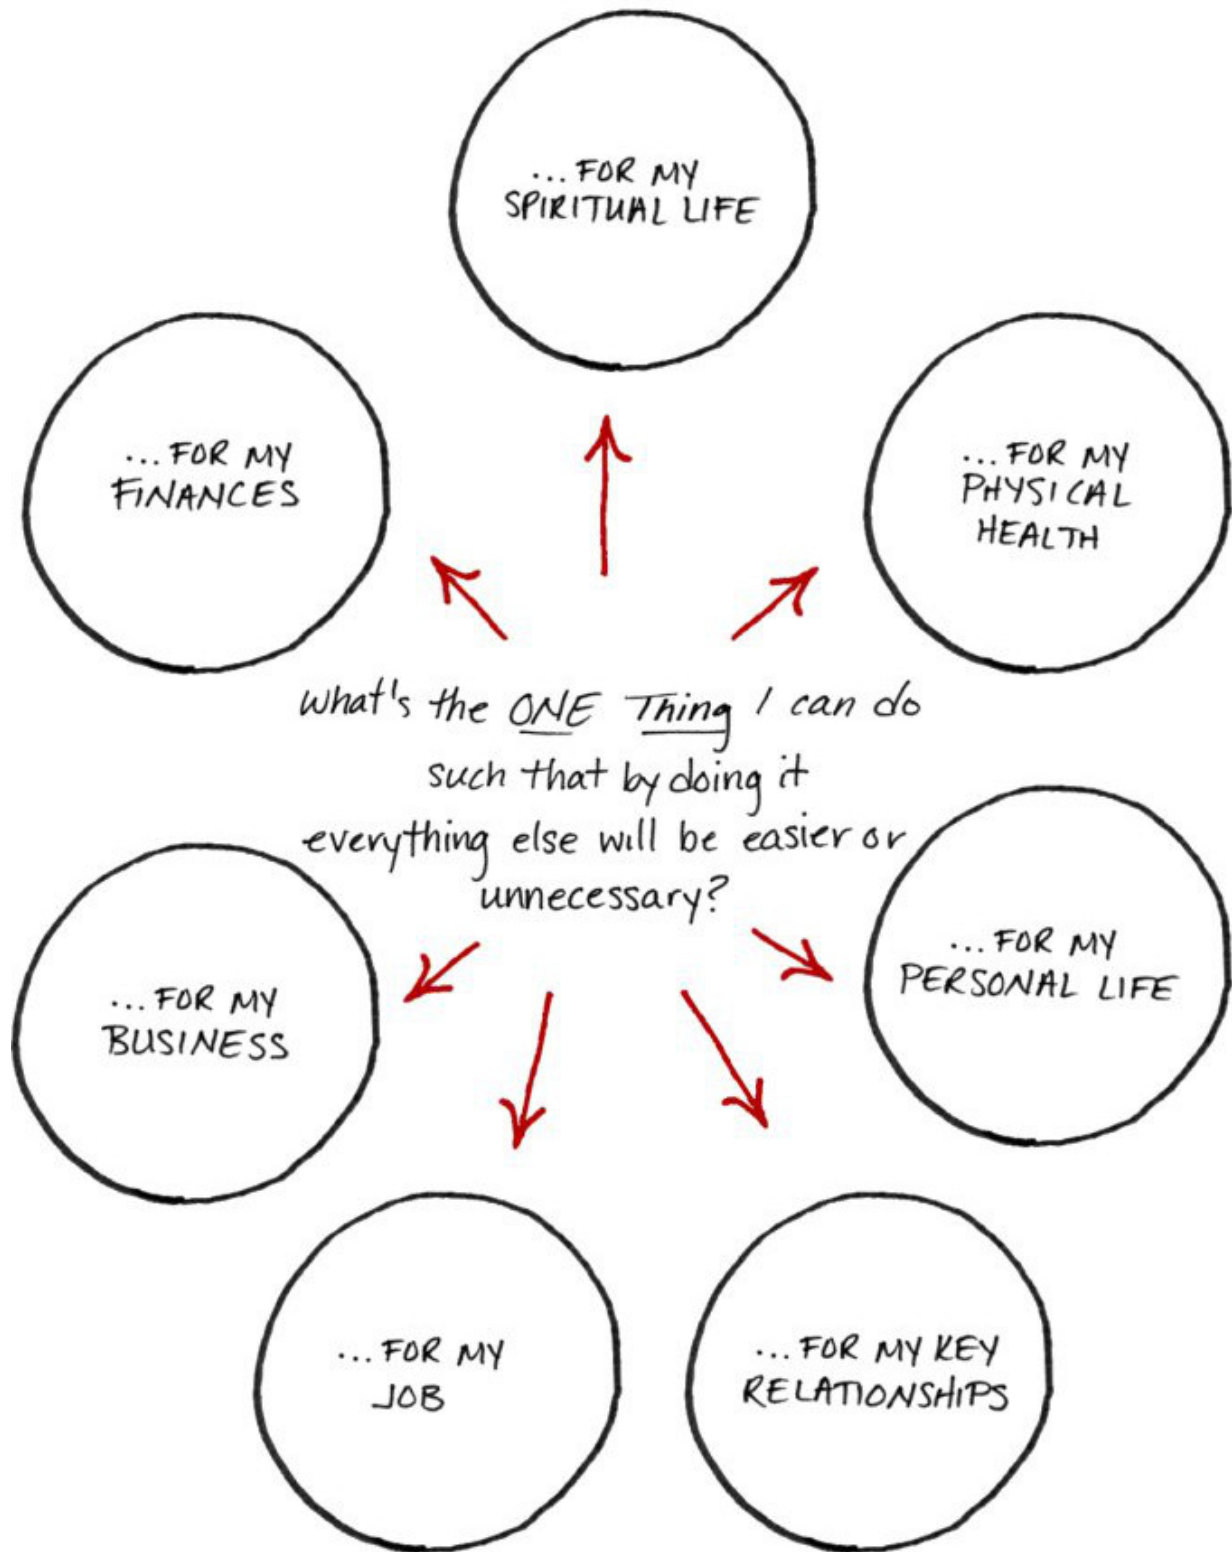 ... FOR MY
SPIRITUAL LIFE
... FOR MY
FINANCES
... FOR MY
PHYSICAL
HEALTH
what's the ONE Thing I can do
such that by doing it
everything else will be easier or
unnecessary?
... FOR MY
PERSONAL LIFE
... FOR MY
BUSINESS
... FOR MY
JOB
... FOR MY KEY
RELATIONSHIPS